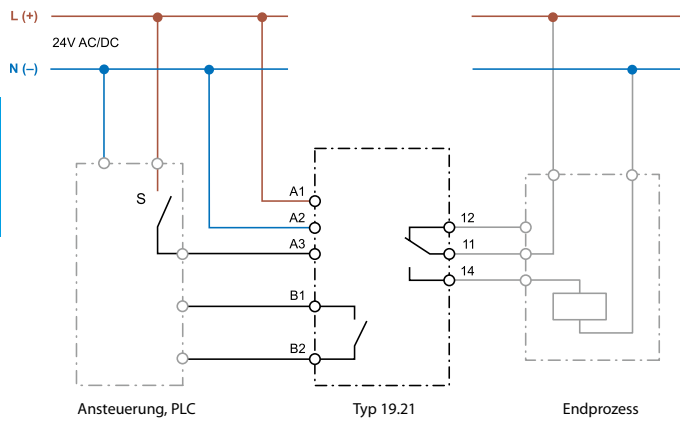 L (+)
24V AC/DC
N (–)
S
A1
A2
A3
B1
B2
12
11
14
Ansteuerung, PLC
Typ 19.21
Endprozess